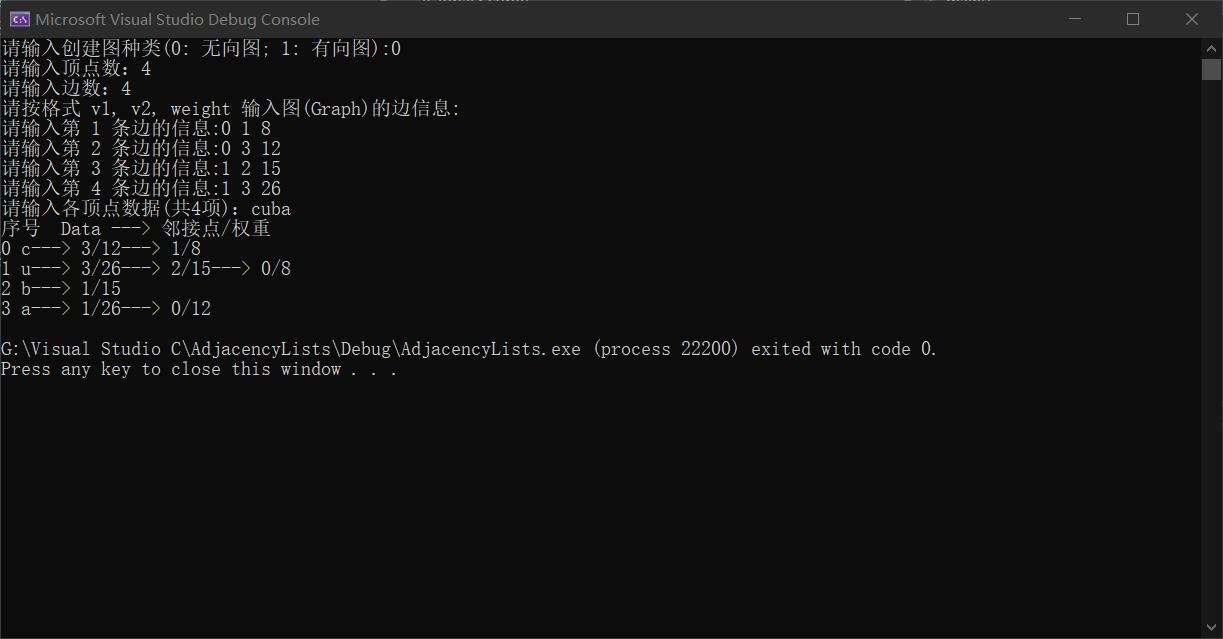 Microsoft Visual Studio Debug Console
请输入创建图种类(0: 无向图; 1: 有向图):0
请输入顶点数: 4
请输入边数: 4
请按格式 v1, v2, weight 输入图(Graph)的边信息:
请输入第 1 条边的信息:0 1 8
请输入第 2 条边的信息:0 3 12
请输入第 3 条边的信息:1 2 15
请输入第 4 条边的信息:1 3 26
请输入各顶点数据(共4项): cuba
序号  Data ---> 邻接点/权重
0 c---> 3/12---> 1/8
1 u---> 3/26---> 2/15---> 0/8
2 b---> 1/15
3 a---> 1/26---> 0/12
G:\Visual Studio C\AdjacencyLists\Debug\AdjacencyLists.exe (process 22200) exited with code 0.
Press any key to close this window . . .